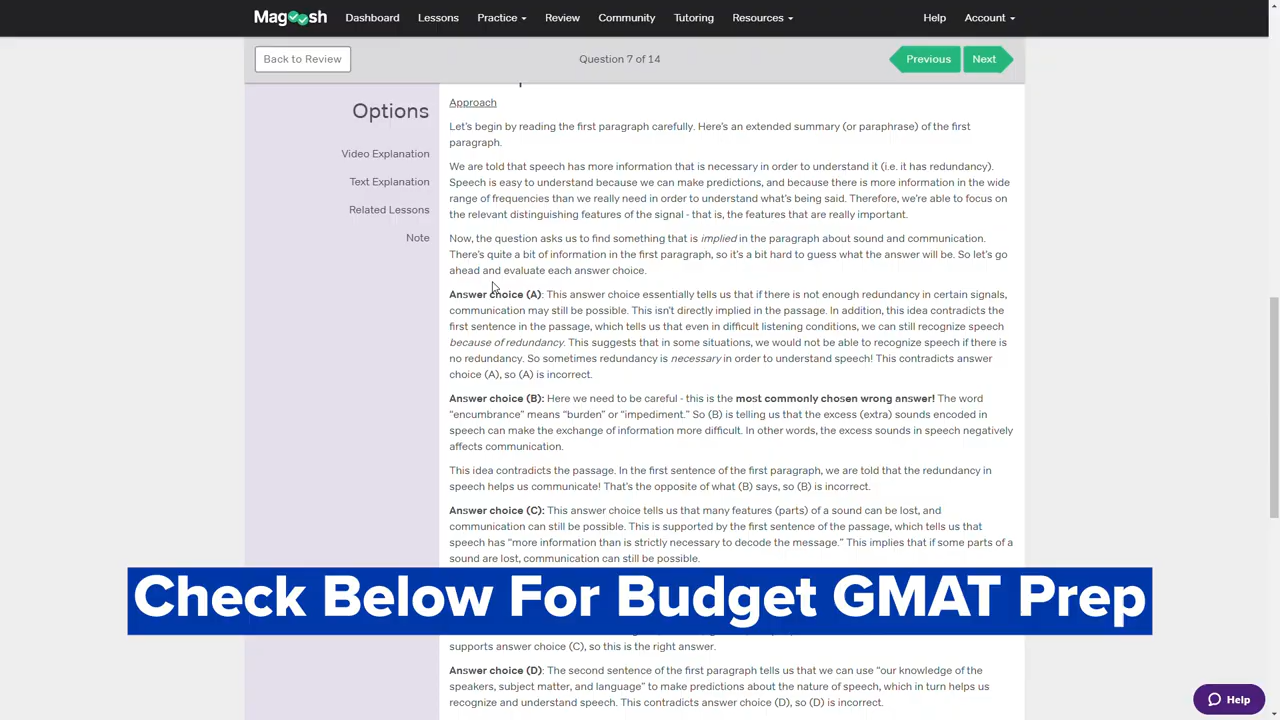 Magoosh Dashboard Lessons Practice Review Community Tutoring Resources Help Account
Back to Review Question 7 of 14 Previous Next
Options
Video Explanation
Text Explanation
Related Lessons
Note
Approach
Let's begin by reading the first paragraph carefully. Here's an extended summary (or paraphrase) of the first
paragraph.
We are told that speech has more information that is necessary in order to understand it (i.e. it has redundancy).
Speech is easy to understand because we can make predictions, and because there is more information in the wide
range of frequencies than we really need in order to understand what's being said. Therefore, we're able to focus on
the relevant distinguishing features of the signal - that is, the features that are really important.
Now, the question asks us to find something that is implied in the paragraph about sound and communication.
There's quite a bit of information in the first paragraph, so it's a bit hard to guess what the answer will be. So let's go
ahead and evaluate each answer choice.
Answer choice (A): This answer choice essentially tells us that if there is not enough redundancy in certain signals,
communication may still be possible. This isn't directly implied in the passage. In addition, this idea contradicts the
first sentence in the passage, which tells us that even in difficult listening conditions, we can still recognize speech
because of redundancy. This suggests that in some situations, we would not be able to recognize speech if there is
no redundancy. So sometimes redundancy is necessary in order to understand speech! This contradicts answer
choice (A), so (A) is incorrect.
Answer choice (B): Here we need to be careful - this is the most commonly chosen wrong answer! The word
"encumbrance" means "burden" or "impediment." So (B) is telling us that the excess (extra) sounds encoded in
speech can make the exchange of information more difficult. In other words, the excess sounds in speech negatively
affects communication.
This idea contradicts the passage. In the first sentence of the first paragraph, we are told that the redundancy in
speech helps us communicate! That's the opposite of what (B) says, so (B) is incorrect.
Answer choice (C): This answer choice tells us that many features (parts) of a sound can be lost, and
communication can still be possible. This is supported by the first sentence of the passage, which tells us that
speech has "more information than is strictly necessary to decode the message." This implies that if some parts of a
sound are lost, communication can still be possible.
Check Below For Budget GMAT Prep
supports answer choice (C), so this is the right answer.
Answer choice (D): The second sentence of the first paragraph tells us that we can use "our knowledge of the
speakers, subject matter, and language" to make predictions about the nature of speech, which in turn helps us
recognize and understand speech. This contradicts answer choice (D), so (D) is incorrect.
Help